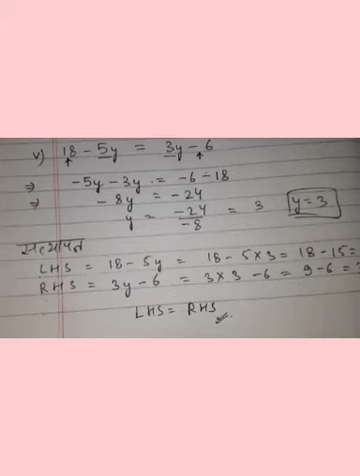 v) 18 - 5y = 3y - 6
⇒ -5y - 3y = -6 - 18
⇒ -8y = -24
y = -24/-8 = 3 y = 3
सत्यापन
LHS = 18 - 5y = 18 - 5×3 = 18 - 15 =
RHS = 3y - 6 = 3×3 - 6 = 9 - 6 =
LHS = RHS